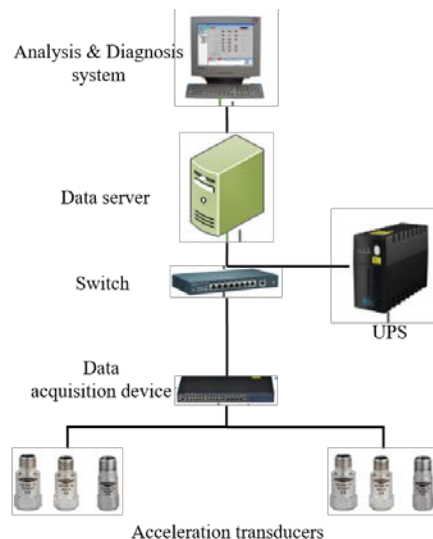 Analysis & Diagnosis
system
Data server
Switch
UPS
Data
acquisition device
Acceleration transducers